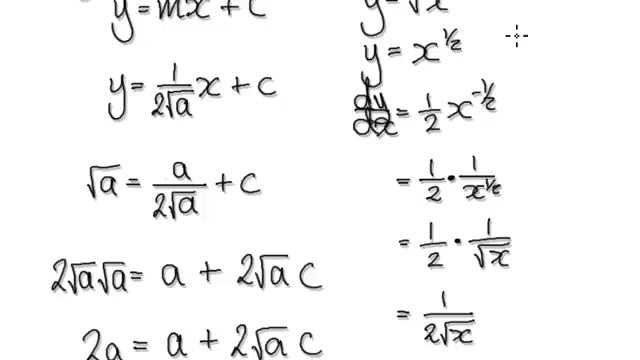 y = mx + c
y = 1/(2√a) x + c
√a = a/(2√a) + c
2√a√a = a + 2√a c
2a = a + 2√a c
y = √x
y = x^½
dy/dx = 1/2 x^-½
= 1/2 · 1/x^½
= 1/2 · 1/√x
= 1/(2√x)